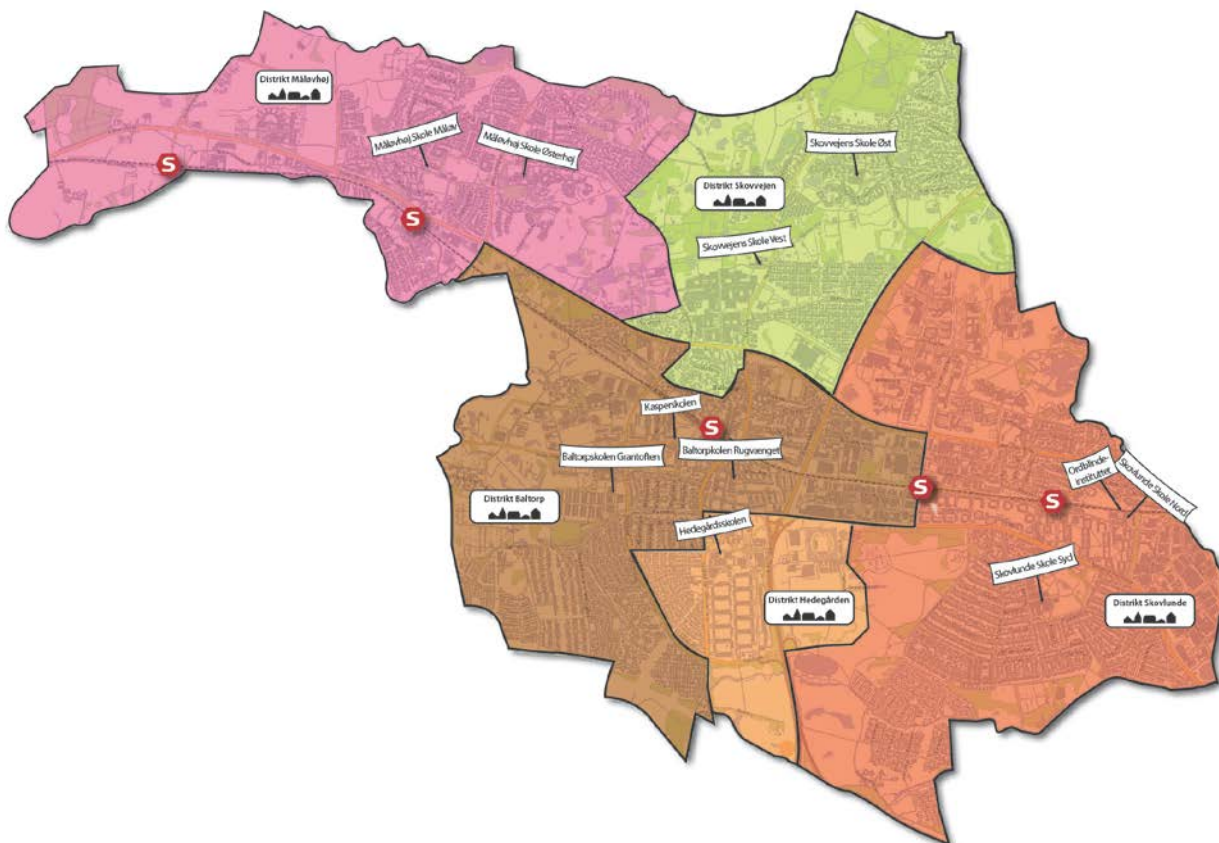 Distrikt Måløvhøj
Måløvhøj Skole Måløv
Måløvhøj Skole Østerhøj
S
S
Skovvejens Skole Øst
Distrikt Skovvejen
Skovvejens Skole Vest
Kasperskolen
S
Baltorpskolen Grantoften
Baltorpkolen Rugvænget
Distrikt Baltorp
Hedegårdsskolen
Distrikt Hedegården
S
S
Ordblinde-
instituttet
Skovlunde Skole Nord
Skovlunde Skole Syd
Distrikt Skovlunde